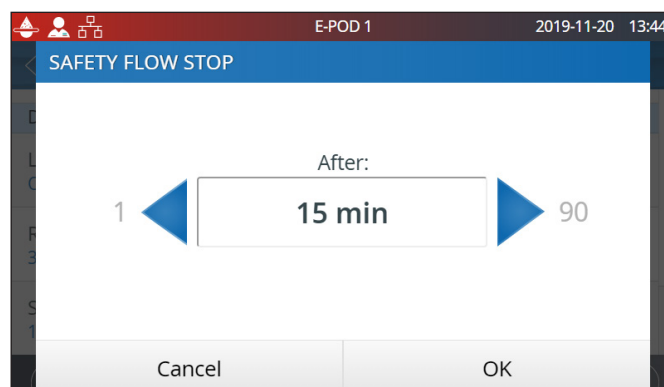 E-POD 1 2019-11-20 13:44
SAFETY FLOW STOP
After:
1 15 min 90
Cancel OK